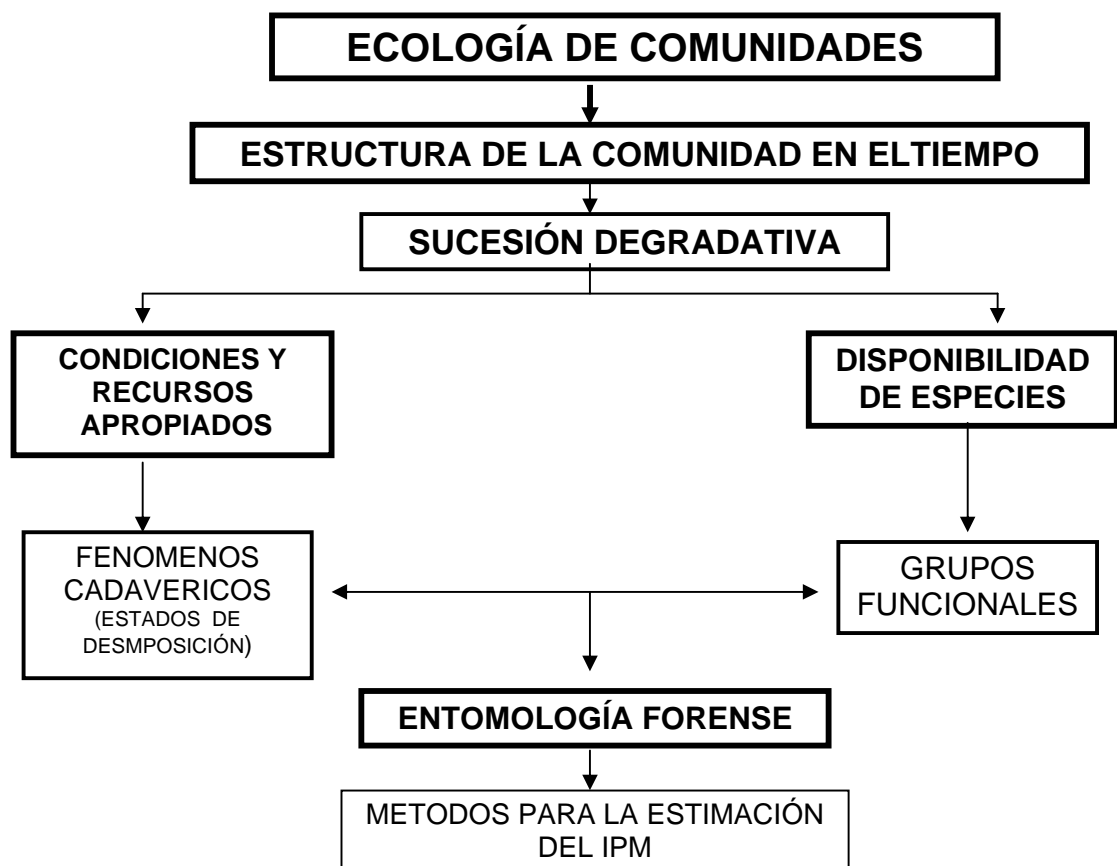 ECOLOGÍA DE COMUNIDADES
ESTRUCTURA DE LA COMUNIDAD EN ELTIEMPO
SUCESIÓN DEGRADATIVA
CONDICIONES Y
RECURSOS
APROPIADOS
DISPONIBILIDAD
DE ESPECIES
FENOMENOS
CADAVERICOS
(ESTADOS DE
DESMPOSICIÓN)
GRUPOS
FUNCIONALES
ENTOMOLOGÍA FORENSE
METODOS PARA LA ESTIMACIÓN
DEL IPM